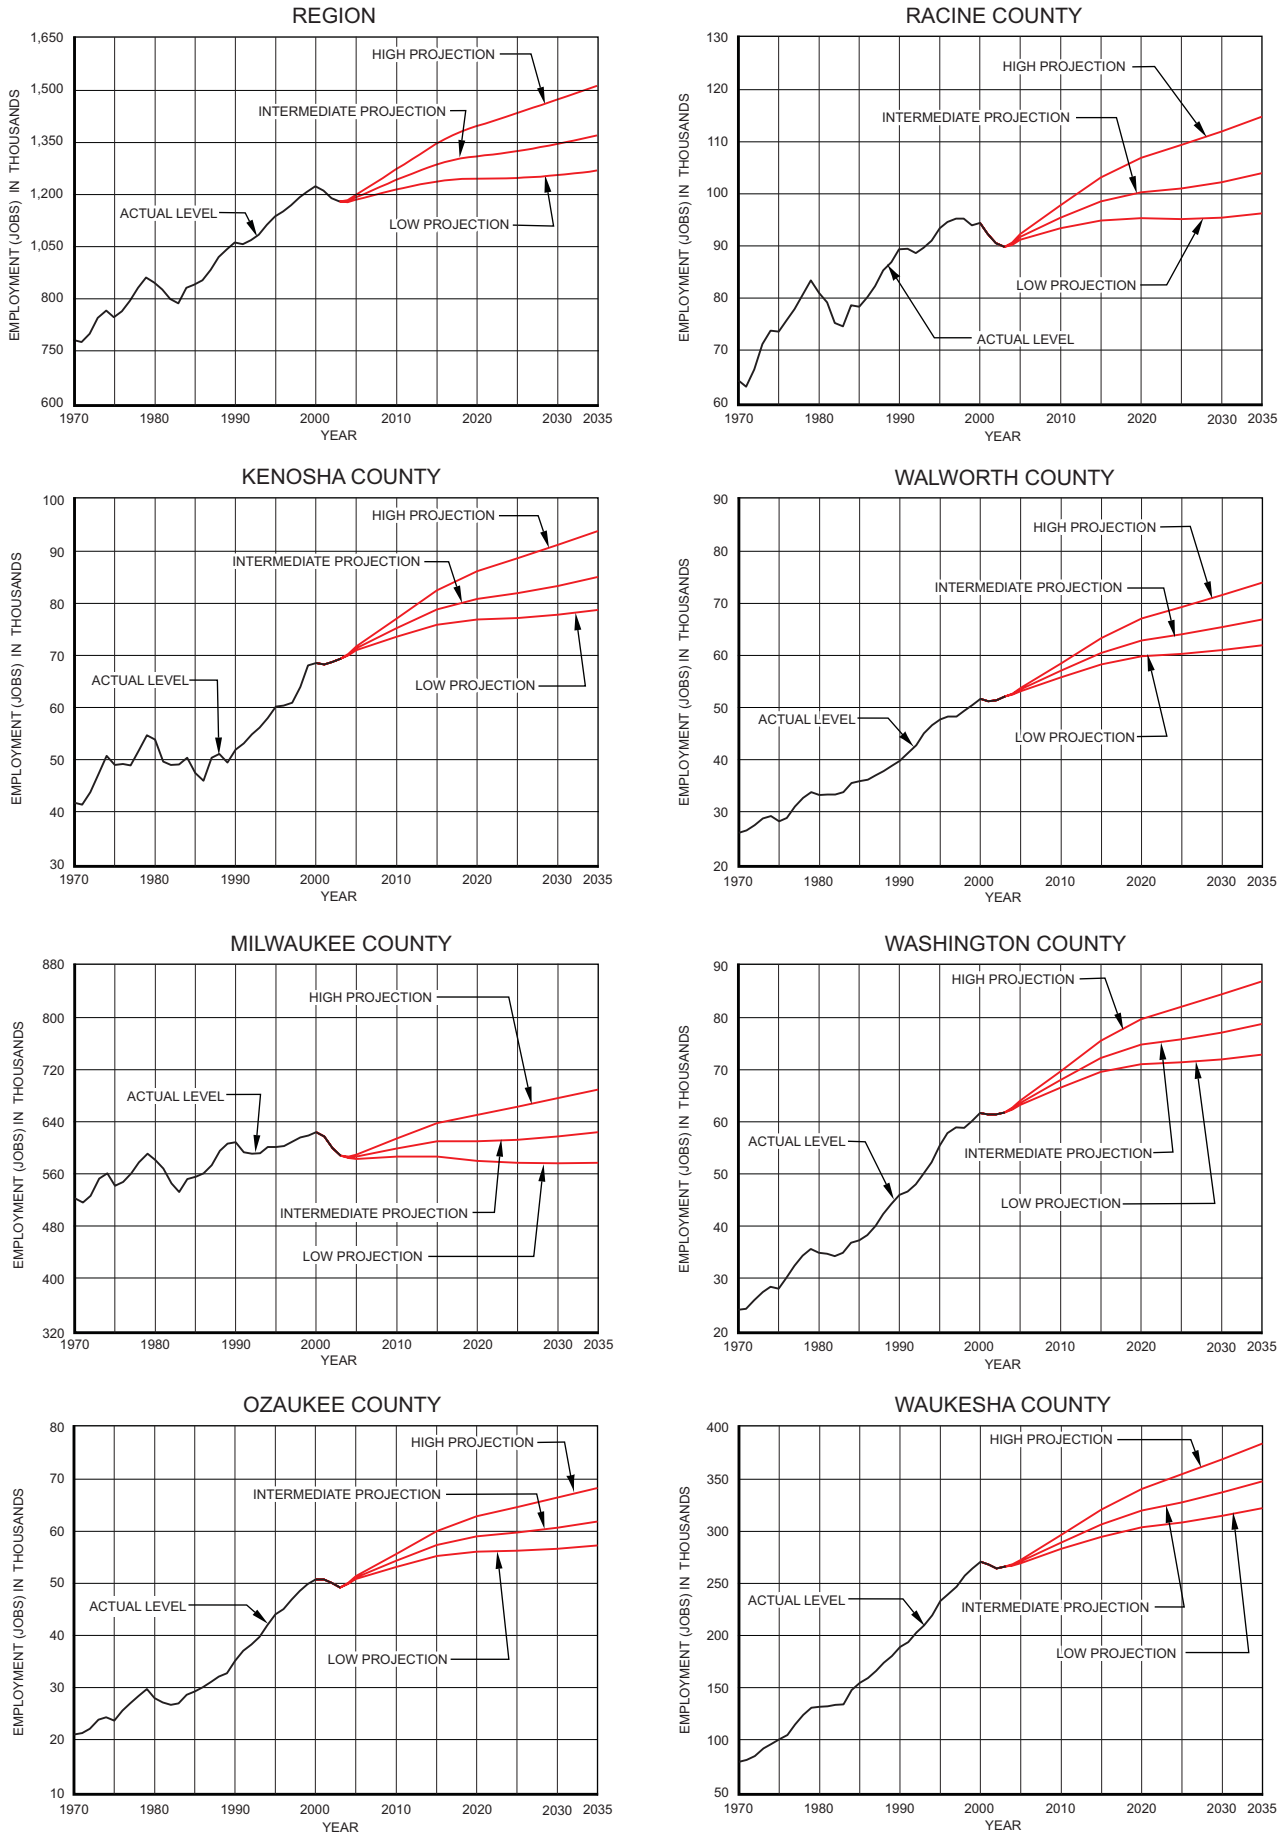 REGION
EMPLOYMENT (JOBS) IN THOUSANDS
1,650
1,500
1,350
1,200
1,050
800
750
600
HIGH PROJECTION
INTERMEDIATE PROJECTION
ACTUAL LEVEL
LOW PROJECTION
1970 1980 1990 2000 2010 2020 2030 2035
YEAR
RACINE COUNTY
EMPLOYMENT (JOBS) IN THOUSANDS
130
120
110
100
90
80
70
60
HIGH PROJECTION
INTERMEDIATE PROJECTION
LOW PROJECTION
ACTUAL LEVEL
1970 1980 1990 2000 2010 2020 2030 2035
YEAR
KENOSHA COUNTY
EMPLOYMENT (JOBS) IN THOUSANDS
100
90
80
70
60
50
40
30
HIGH PROJECTION
INTERMEDIATE PROJECTION
ACTUAL LEVEL
LOW PROJECTION
1970 1980 1990 2000 2010 2020 2030 2035
YEAR
WALWORTH COUNTY
EMPLOYMENT (JOBS) IN THOUSANDS
90
80
70
60
50
40
30
20
HIGH PROJECTION
INTERMEDIATE PROJECTION
ACTUAL LEVEL
LOW PROJECTION
1970 1980 1990 2000 2010 2020 2030 2035
YEAR
MILWAUKEE COUNTY
EMPLOYMENT (JOBS) IN THOUSANDS
880
800
720
640
560
480
400
320
HIGH PROJECTION
ACTUAL LEVEL
INTERMEDIATE PROJECTION
LOW PROJECTION
1970 1980 1990 2000 2010 2020 2030 2035
YEAR
WASHINGTON COUNTY
EMPLOYMENT (JOBS) IN THOUSANDS
90
80
70
60
50
40
30
20
HIGH PROJECTION
ACTUAL LEVEL
INTERMEDIATE PROJECTION
LOW PROJECTION
1970 1980 1990 2000 2010 2020 2030 2035
YEAR
OZAUKEE COUNTY
EMPLOYMENT (JOBS) IN THOUSANDS
80
70
60
50
40
30
20
10
HIGH PROJECTION
INTERMEDIATE PROJECTION
ACTUAL LEVEL
LOW PROJECTION
1970 1980 1990 2000 2010 2020 2030 2035
YEAR
WAUKESHA COUNTY
EMPLOYMENT (JOBS) IN THOUSANDS
400
350
300
250
200
150
100
50
HIGH PROJECTION
ACTUAL LEVEL
INTERMEDIATE PROJECTION
LOW PROJECTION
1970 1980 1990 2000 2010 2020 2030 2035
YEAR